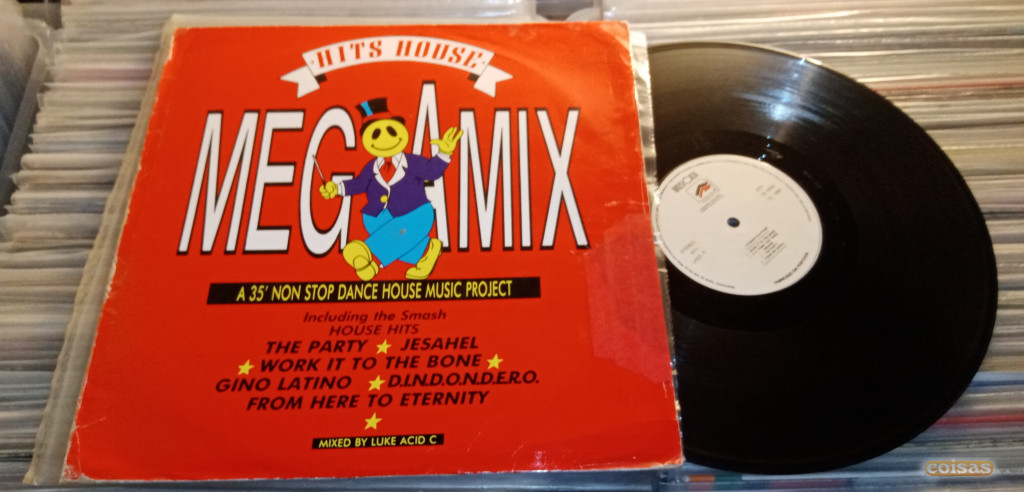 ·HITS HOUSE·
MEGAMIX
A 35' NON STOP DANCE HOUSE MUSIC PROJECT
Including the Smash
HOUSE HITS
THE PARTY ★ JESAHEL
★ WORK IT TO THE BONE ★
GINO LATINO ★ D.I.N.D.O.N.D.E.R.O.
FROM HERE TO ETERNITY
★
MIXED BY LUKE ACID C
coisas